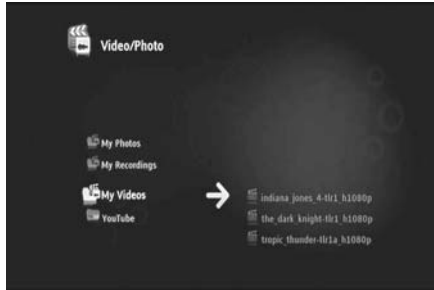 Video/Photo
My Photos
My Recordings
My Videos
YouTube
indiana_jones_4-tlr1_h1080p
the_dark_knight-tlr1_h1080p
tropic_thunder-tlr1a_h1080p